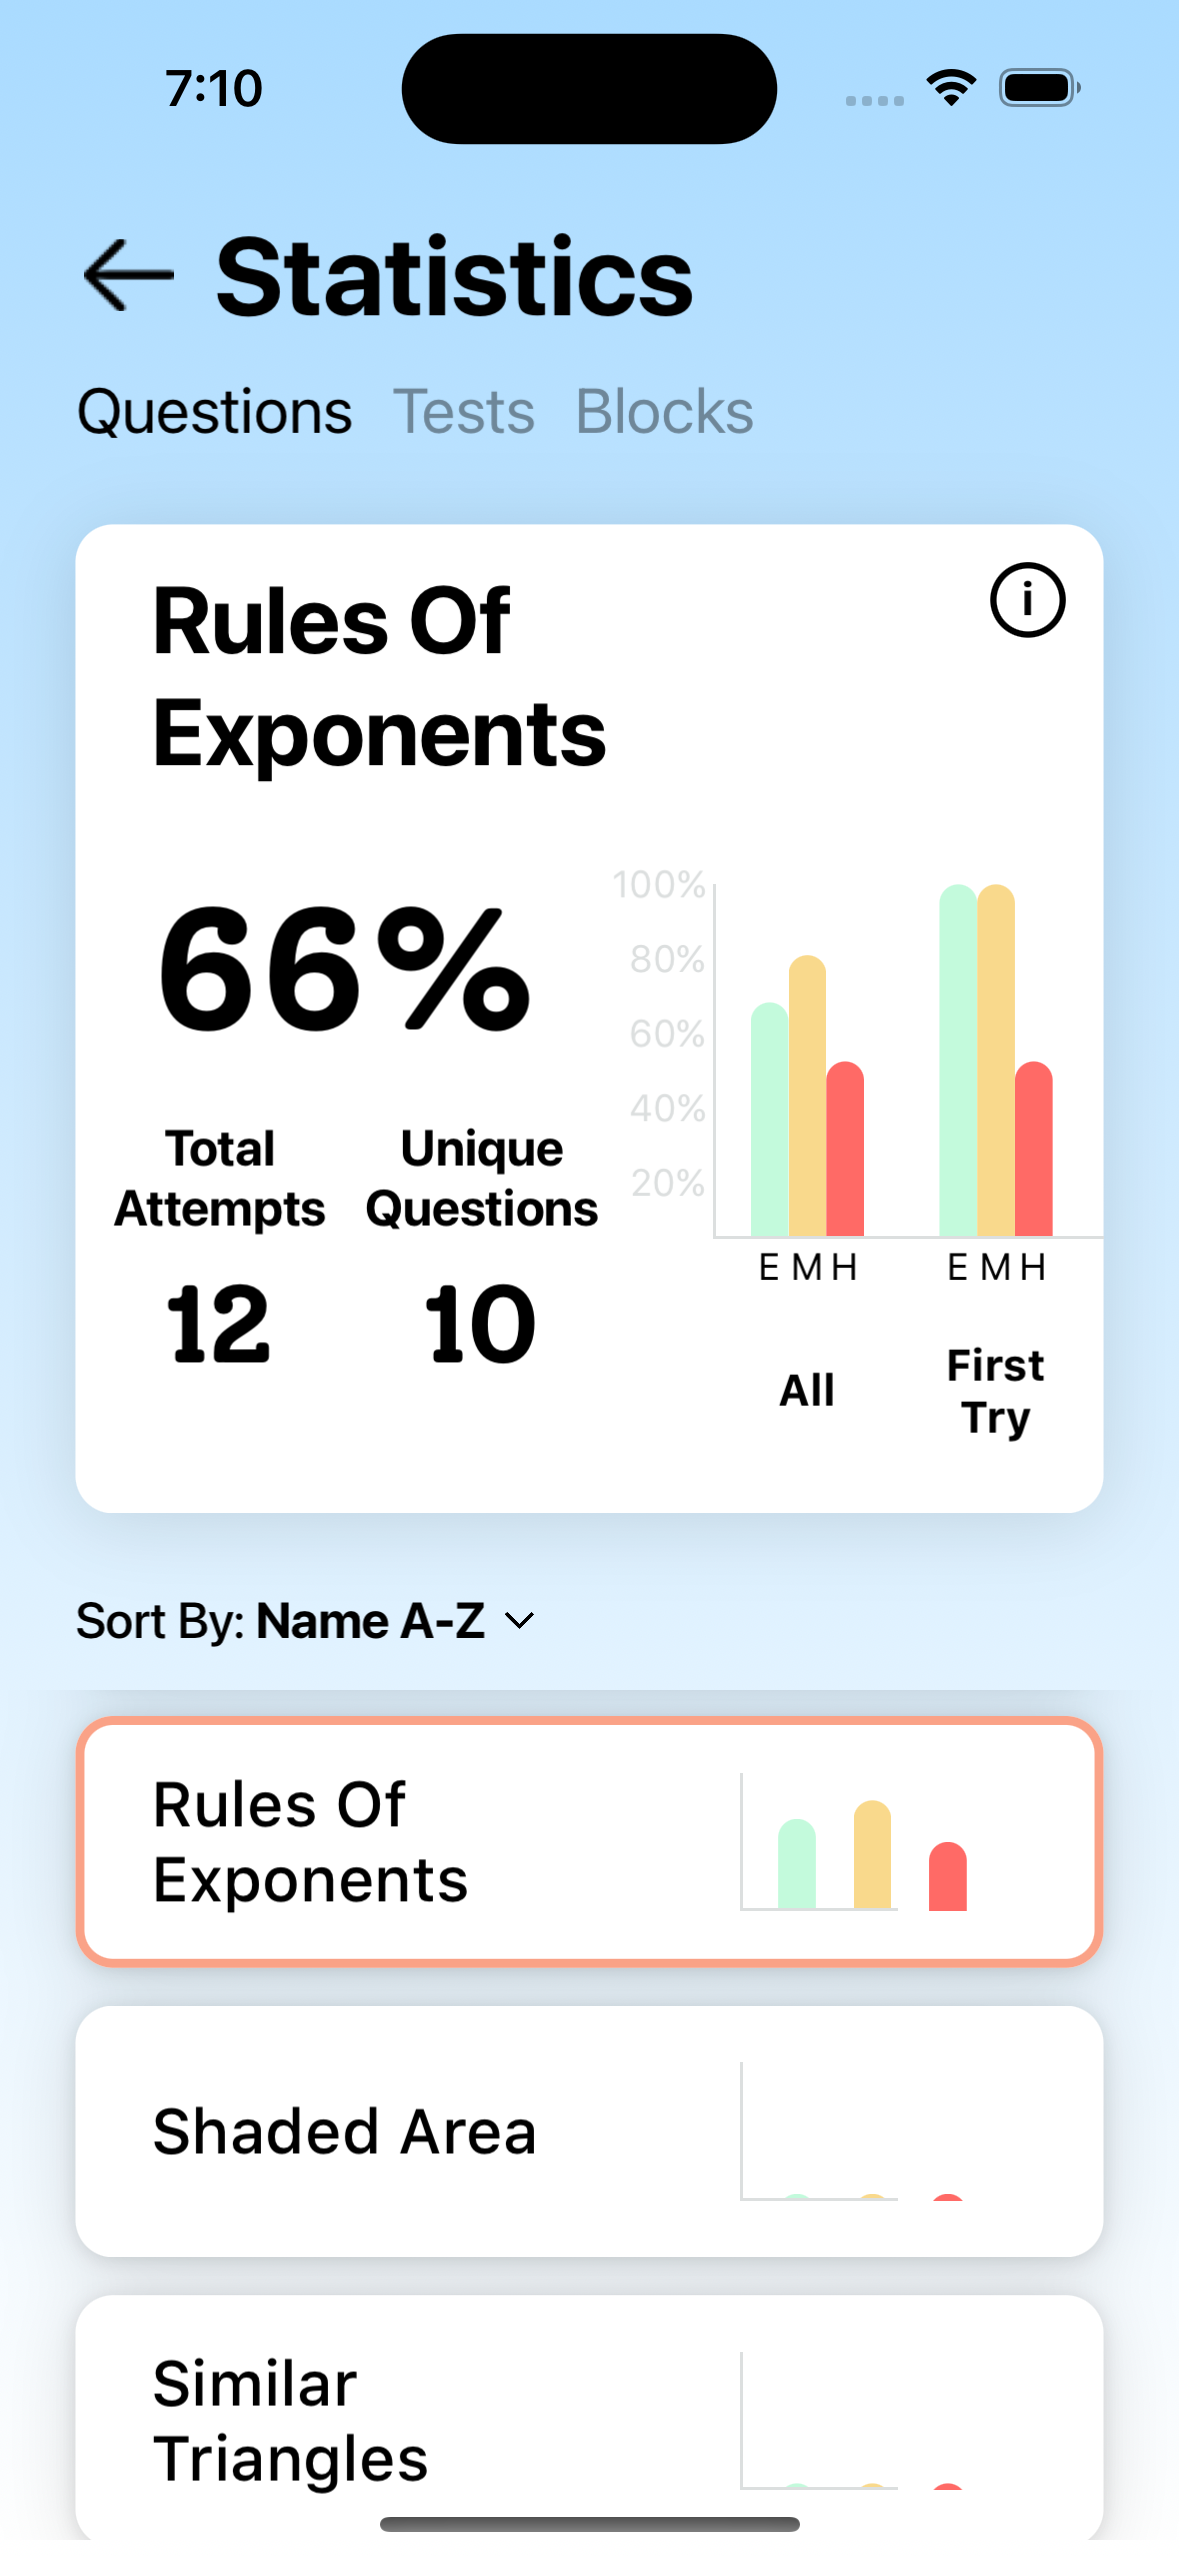 7:10
Statistics
Questions Tests Blocks
Rules Of
Exponents
i
66%
Total
Attempts
12
Unique
Questions
10
100%
80%
60%
40%
20%
E M H E M H
All
First
Try
Sort By: Name A-Z
Rules Of
Exponents
Shaded Area
Similar
Triangles